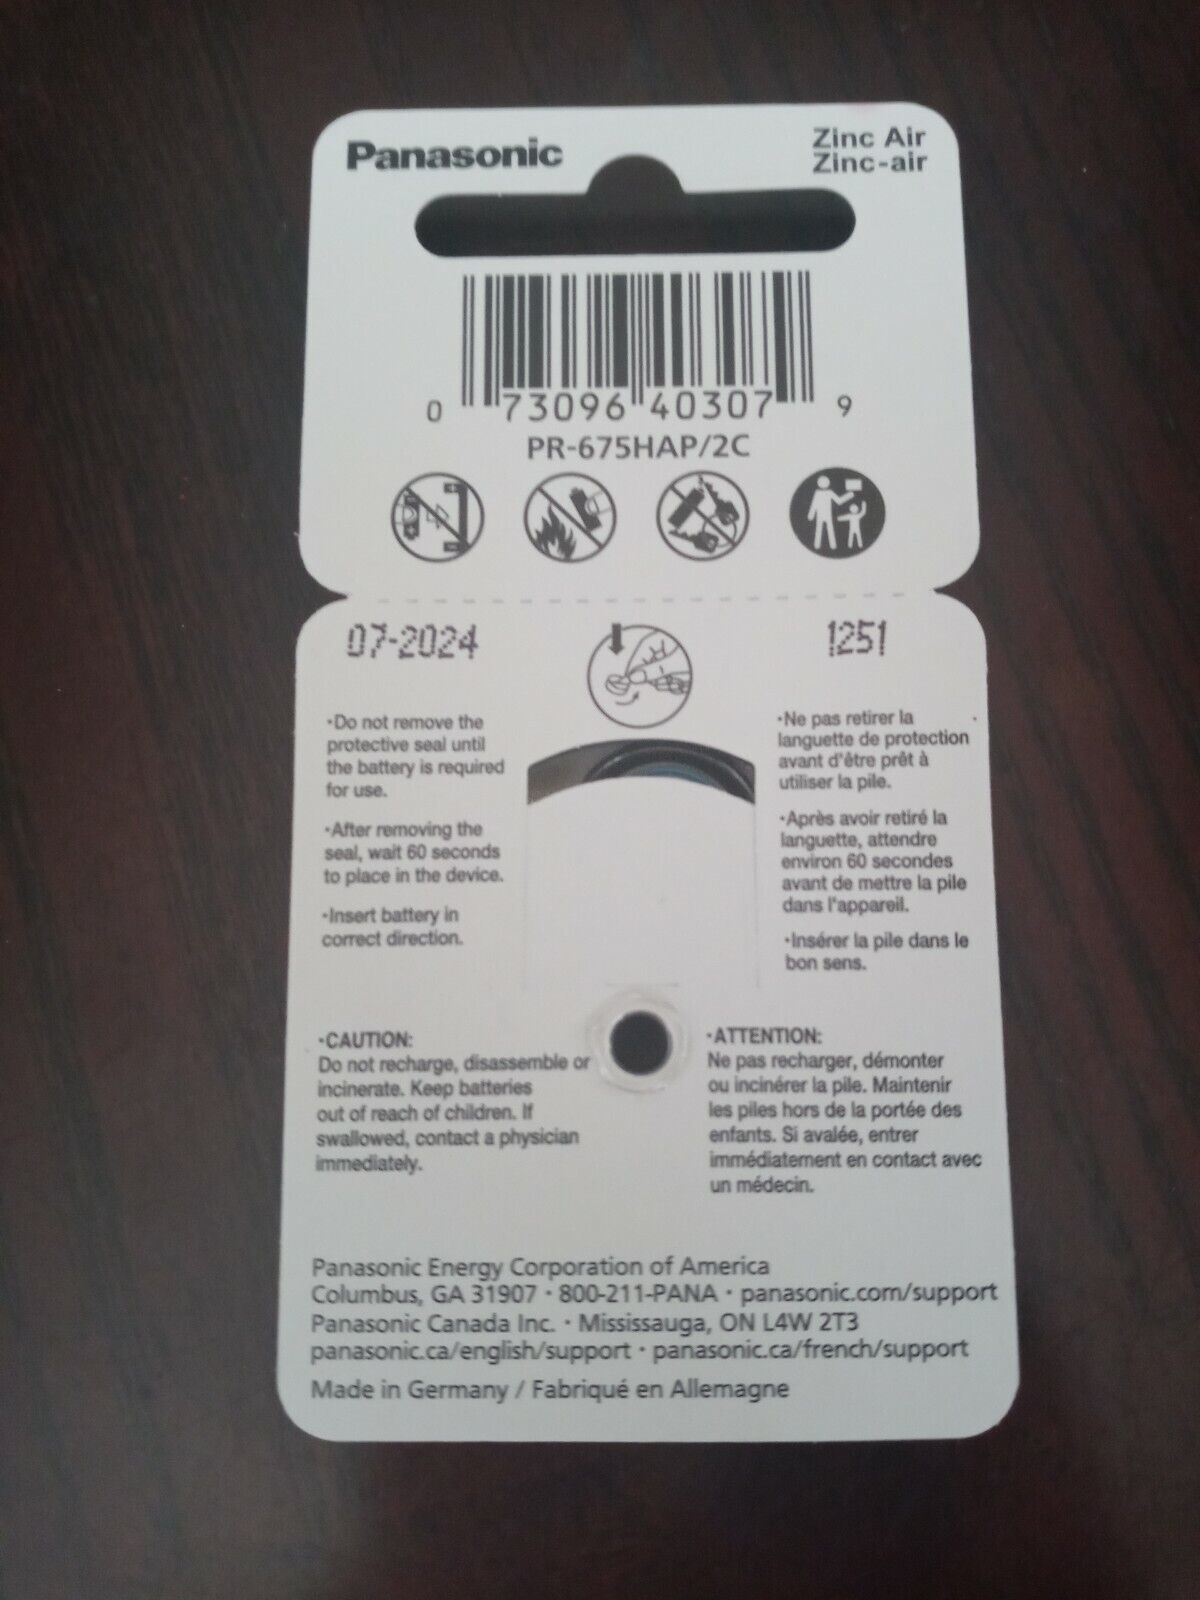 Panasonic
Zinc Air
Zinc-air
0 73096 40307 9
PR-675HAP/2C
07-2024
1251
•Do not remove the
protective seal until
the battery is required
for use.
•After removing the
seal, wait 60 seconds
to place in the device.
•Insert battery in
correct direction.
•Ne pas retirer la
languette de protection
avant d'être prêt à
utiliser la pile.
•Après avoir retiré la
languette, attendre
environ 60 secondes
avant de mettre la pile
dans l'appareil.
•Insérer la pile dans le
bon sens.
•CAUTION:
Do not recharge, disassemble or
incinerate. Keep batteries
out of reach of children. If
swallowed, contact a physician
immediately.
•ATTENTION:
Ne pas recharger, démonter
ou incinérer la pile. Maintenir
les piles hors de la portée des
enfants. Si avalée, entrer
immédiatement en contact avec
un médecin.
Panasonic Energy Corporation of America
Columbus, GA 31907 • 800-211-PANA • panasonic.com/support
Panasonic Canada Inc. • Mississauga, ON L4W 2T3
panasonic.ca/english/support • panasonic.ca/french/support
Made in Germany / Fabriqué en Allemagne